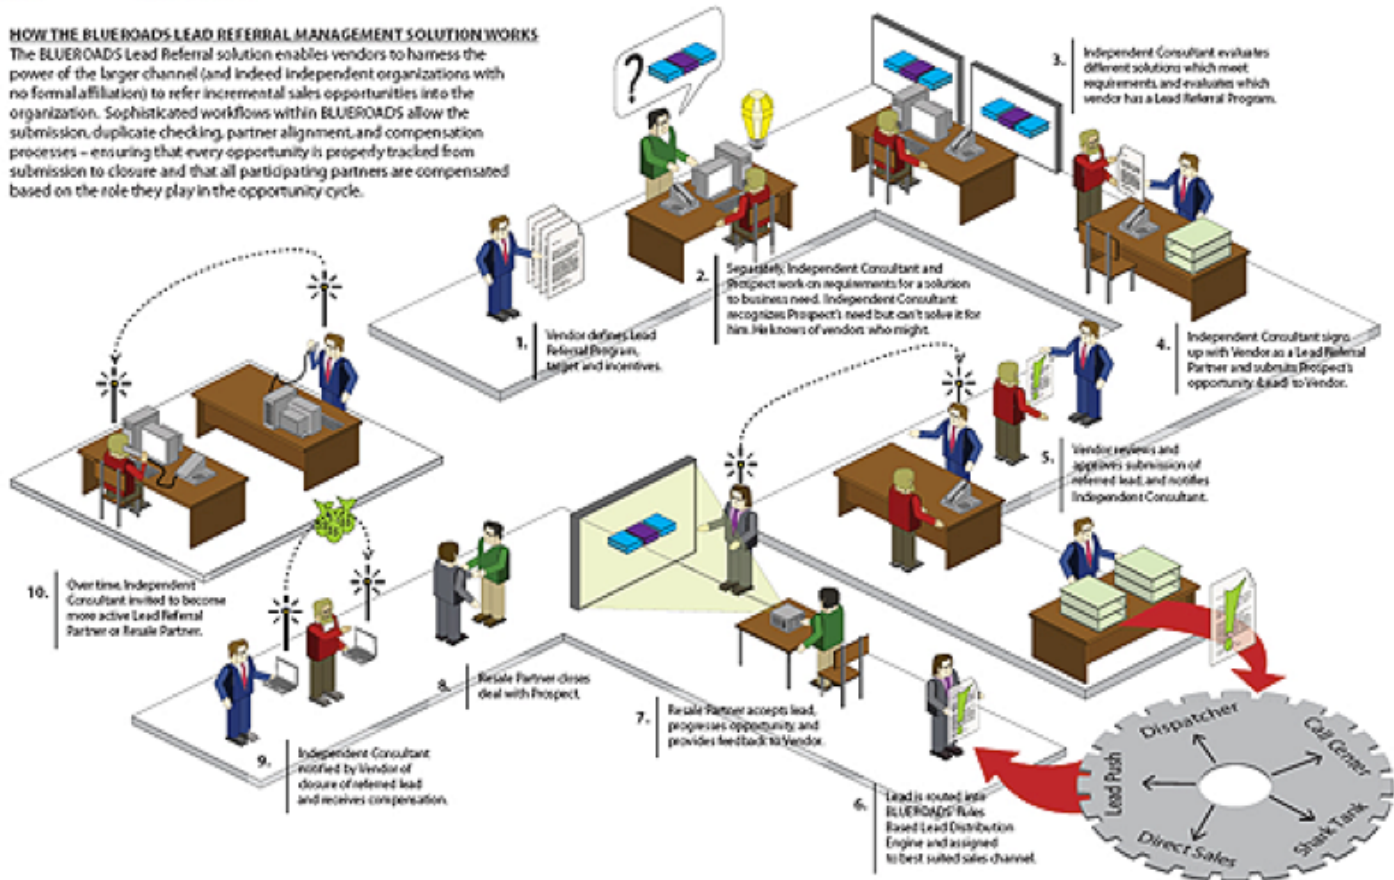 HOW THE BLUEROADS LEAD REFERRAL MANAGEMENT SOLUTION WORKS
The BLUEROADS Lead Referral solution enables vendors to harness the
power of the larger channel (and indeed independent organizations with
no formal affiliation) to refer incremental sales opportunities into the
organization. Sophisticated workflows within BLUEROADS allow the
submission, duplicate checking, partner alignment, and compensation
processes – ensuring that every opportunity is properly tracked from
submission to closure and that all participating partners are compensated
based on the role they play in the opportunity cycle.
?
1.
Vendor defines Lead
Referral Program,
target and incentives.
2.
Separately, Independent Consultant and
Prospect work on requirements for a solution
to business need. Independent Consultant
recognizes Prospect's need but can't solve it for
him. He knows of vendors who might.
3.
Independent Consultant evaluates
different solutions which meet
requirements, and evaluates which
vendor has a Lead Referral Program.
4.
Independent Consultant signs
up with Vendor as a Lead Referral
Partner and submits Prospect's
opportunity (Lead) to Vendor.
5.
Vendor reviews and
approves submission of
referred lead, and notifies
Independent Consultant.
6.
Lead is routed into
BLUEROADS' Rules
Based Lead Distribution
Engine and assigned
to best suited sales channel.
Dispatcher
Call Center
Shark Tank
Direct Sales
Lead Push
7.
Resale Partner accepts lead,
progresses opportunity, and
provides feedback to Vendor.
8.
Resale Partner closes
deal with Prospect.
9.
Independent Consultant
notified by Vendor of
closure of referred lead
and receives compensation.
10.
Over time, Independent
Consultant invited to become
more active Lead Referral
Partner or Resale Partner.